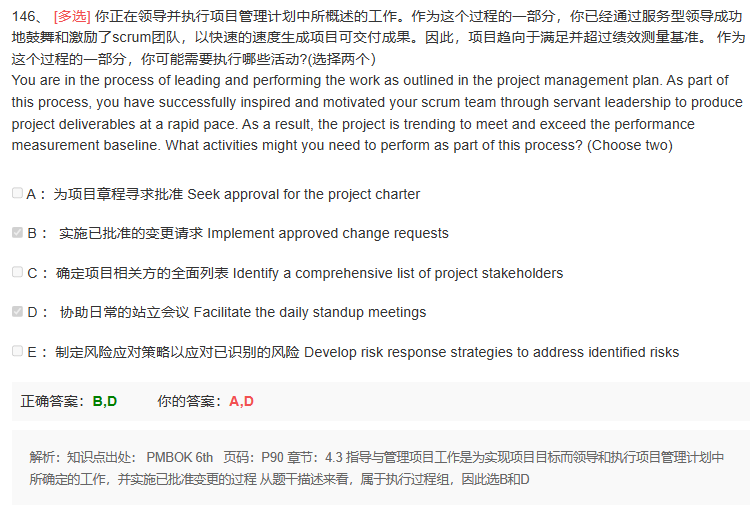 146、 [多选] 你正在领导并执行项目管理计划中所概述的工作。作为这个过程的一部分，你已经通过服务型领导成功
地鼓舞和激励了scrum团队，以快速的速度生成项目可交付成果。因此，项目趋向于满足并超过绩效测量基准。 作为
这个过程的一部分，你可能需要执行哪些活动?(选择两个）
You are in the process of leading and performing the work as outlined in the project management plan. As part of
this process, you have successfully inspired and motivated your scrum team through servant leadership to produce
project deliverables at a rapid pace. As a result, the project is trending to meet and exceed the performance
measurement baseline. What activities might you need to perform as part of this process? (Choose two)
A： 为项目章程寻求批准 Seek approval for the project charter
B： 实施已批准的变更请求 Implement approved change requests
C： 确定项目相关方的全面列表 Identify a comprehensive list of project stakeholders
D： 协助日常的站立会议 Facilitate the daily standup meetings
E： 制定风险应对策略以应对已识别的风险 Develop risk response strategies to address identified risks
正确答案：B,D 你的答案：A,D
解析：知识点出处： PMBOK 6th 页码：P90 章节：4.3 指导与管理项目工作是为实现项目目标而领导和执行项目管理计划中
所确定的工作，并实施已批准变更的过程 从题干描述来看，属于执行过程组，因此选B和D